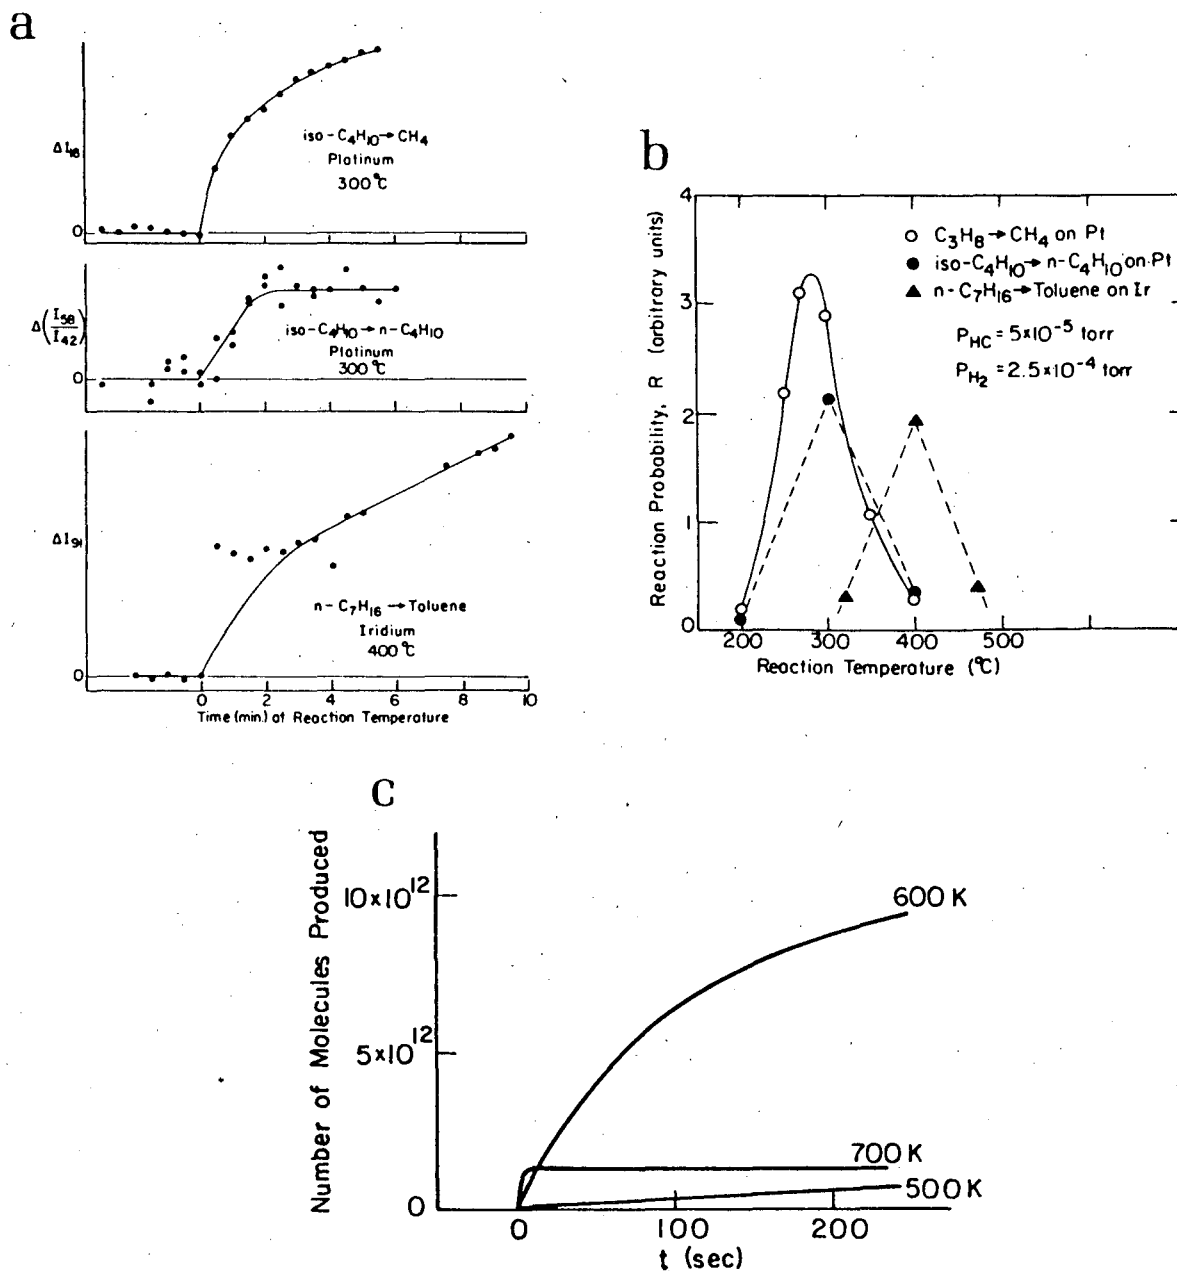 a
ΔI₁₆
0
iso-C₄H₁₀→CH₄
Platinum
300°C
Δ(I₅₈/I₄₂)
0
iso-C₄H₁₀→n-C₄H₁₀
Platinum
300°C
ΔI₉₁
0
n-C₇H₁₆→Toluene
Iridium
400°C
0 2 4 6 8 10
Time (min.) at Reaction Temperature
b
Reaction Probability, R (arbitrary units)
4
3
2
1
0
C₃H₈→CH₄ on Pt
iso-C₄H₁₀→n-C₄H₁₀ on Pt
n-C₇H₁₆→Toluene on Ir
P_HC = 5×10⁻⁵ torr
P_H₂ = 2.5×10⁻⁴ torr
200 300 400 500
Reaction Temperature (°C)
c
Number of Molecules Produced
10×10¹²
5×10¹²
0
600 K
700 K
500 K
0 100 200
t (sec)